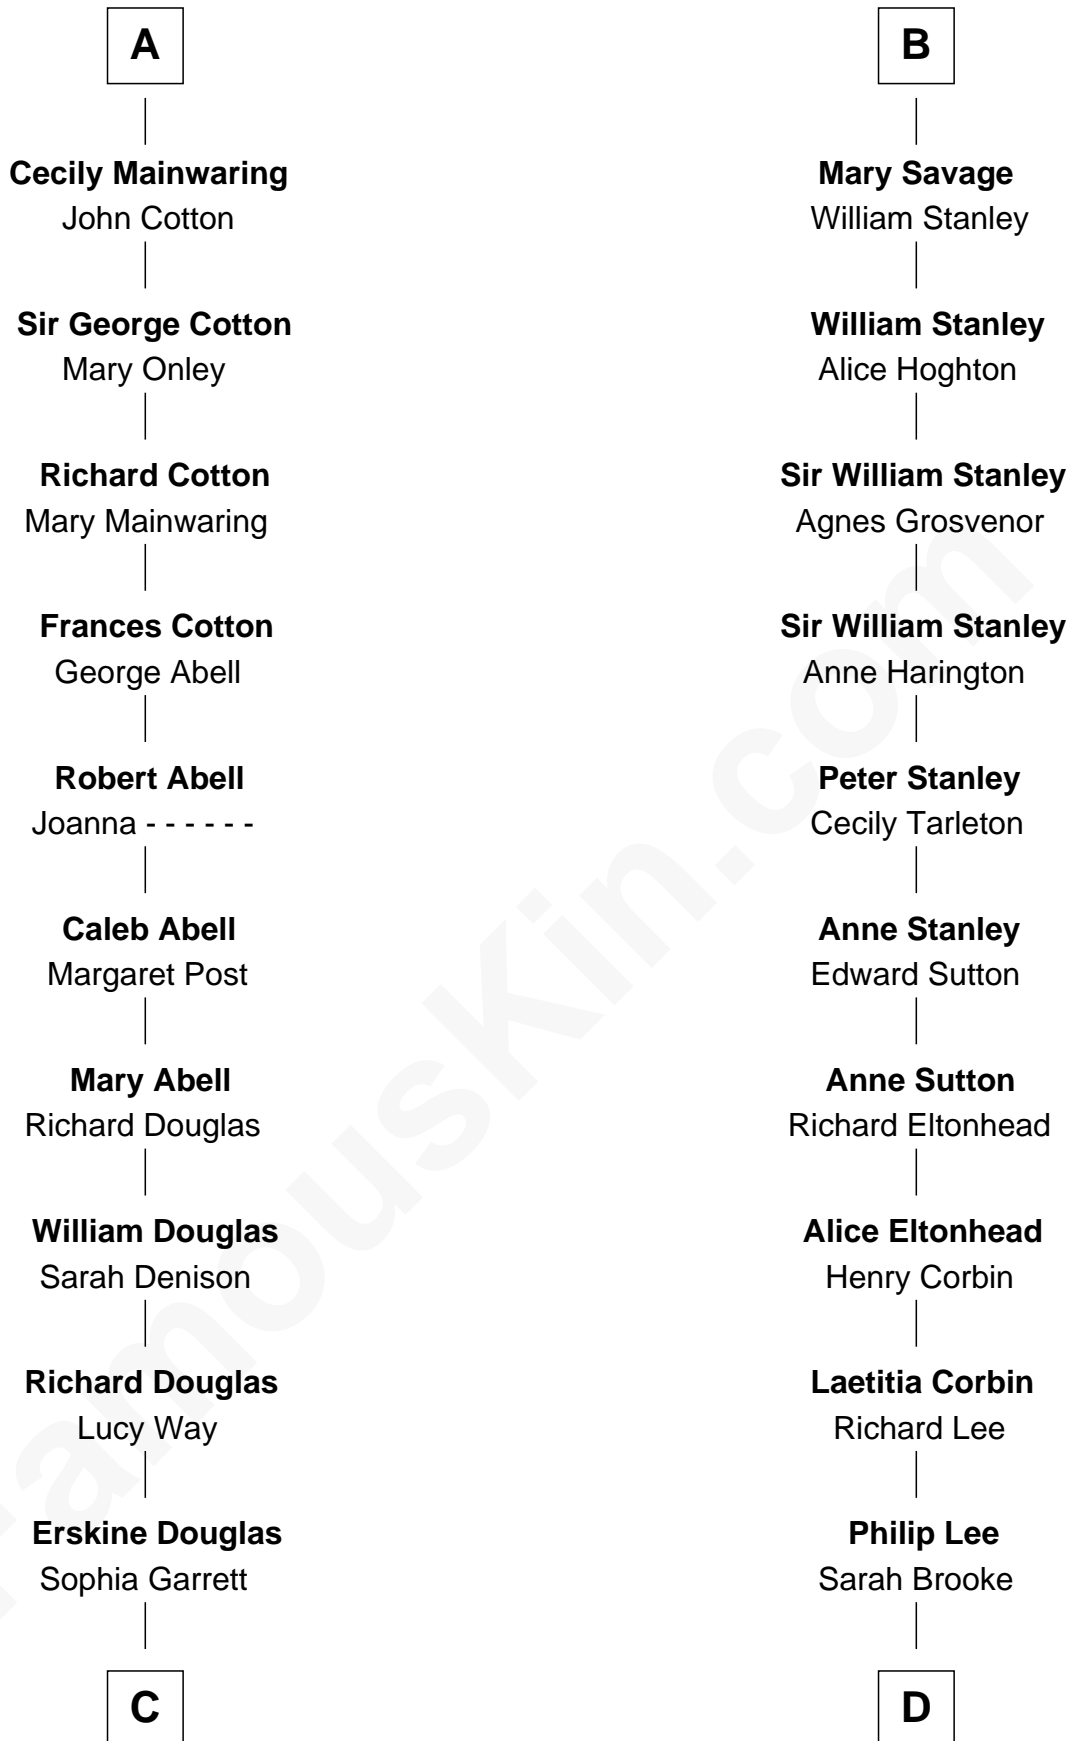 A
Cecily Mainwaring
John Cotton
Sir George Cotton
Mary Onley
Richard Cotton
Mary Mainwaring
Frances Cotton
George Abell
Robert Abell
Joanna - - - - - -
Caleb Abell
Margaret Post
Mary Abell
Richard Douglas
William Douglas
Sarah Denison
Richard Douglas
Lucy Way
Erskine Douglas
Sophia Garrett
C
B
Mary Savage
William Stanley
William Stanley
Alice Hoghton
Sir William Stanley
Agnes Grosvenor
Sir William Stanley
Anne Harington
Peter Stanley
Cecily Tarleton
Anne Stanley
Edward Sutton
Anne Sutton
Richard Eltonhead
Alice Eltonhead
Henry Corbin
Laetitia Corbin
Richard Lee
Philip Lee
Sarah Brooke
D
FamousKin.com